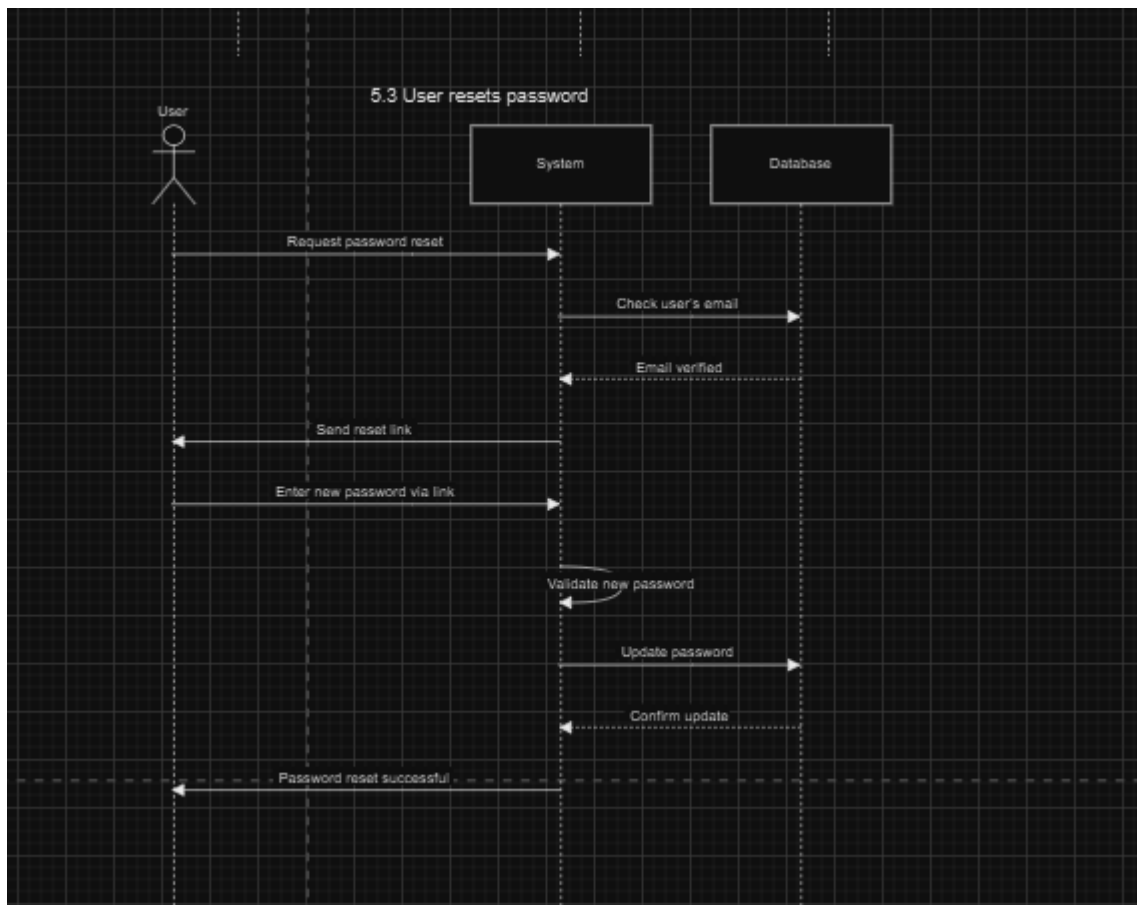 5.3 User resets password
User
System
Database
Request password reset
Check user's email
Email verified
Send reset link
Enter new password via link
Validate new password
Update password
Confirm update
Password reset successful